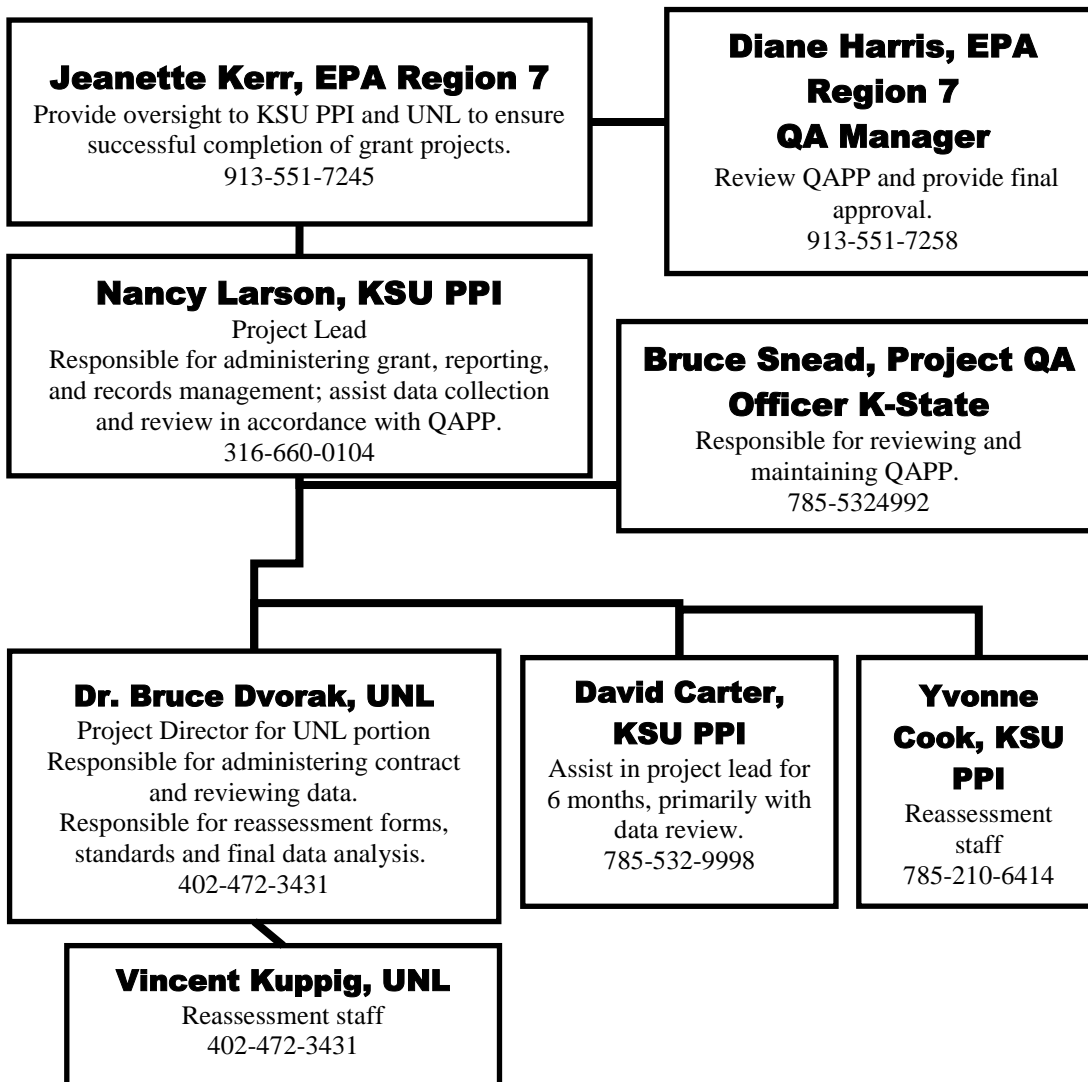 Jeanette Kerr, EPA Region 7
Provide oversight to KSU PPI and UNL to ensure
successful completion of grant projects.
913-551-7245
Diane Harris, EPA
Region 7
QA Manager
Review QAPP and provide final
approval.
913-551-7258
Nancy Larson, KSU PPI
Project Lead
Responsible for administering grant, reporting,
and records management; assist data collection
and review in accordance with QAPP.
316-660-0104
Bruce Snead, Project QA
Officer K-State
Responsible for reviewing and
maintaining QAPP.
785-5324992
Dr. Bruce Dvorak, UNL
Project Director for UNL portion
Responsible for administering contract
and reviewing data.
Responsible for reassessment forms,
standards and final data analysis.
402-472-3431
David Carter,
KSU PPI
Assist in project lead for
6 months, primarily with
data review.
785-532-9998
Yvonne
Cook, KSU
PPI
Reassessment
staff
785-210-6414
Vincent Kuppig, UNL
Reassessment staff
402-472-3431